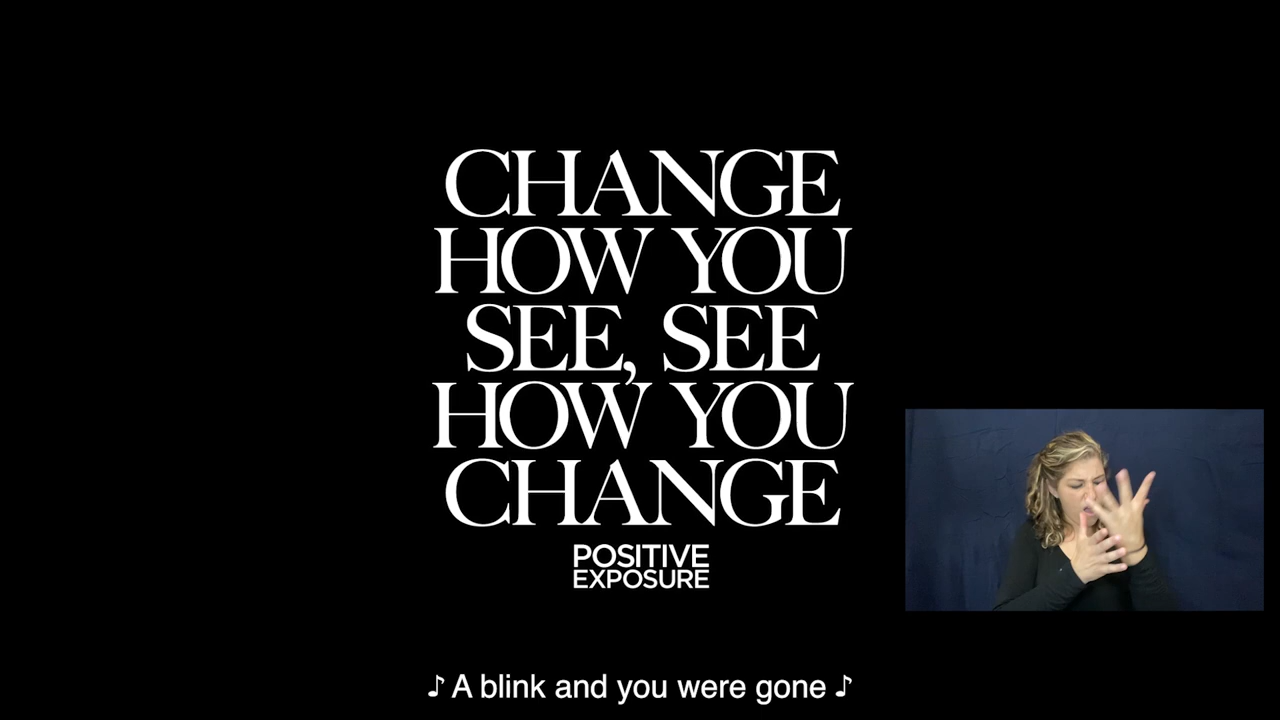 CHANGE
HOW YOU
SEE, SEE
HOW YOU
CHANGE
POSITIVE
EXPOSURE
♪ A blink and you were gone ♪